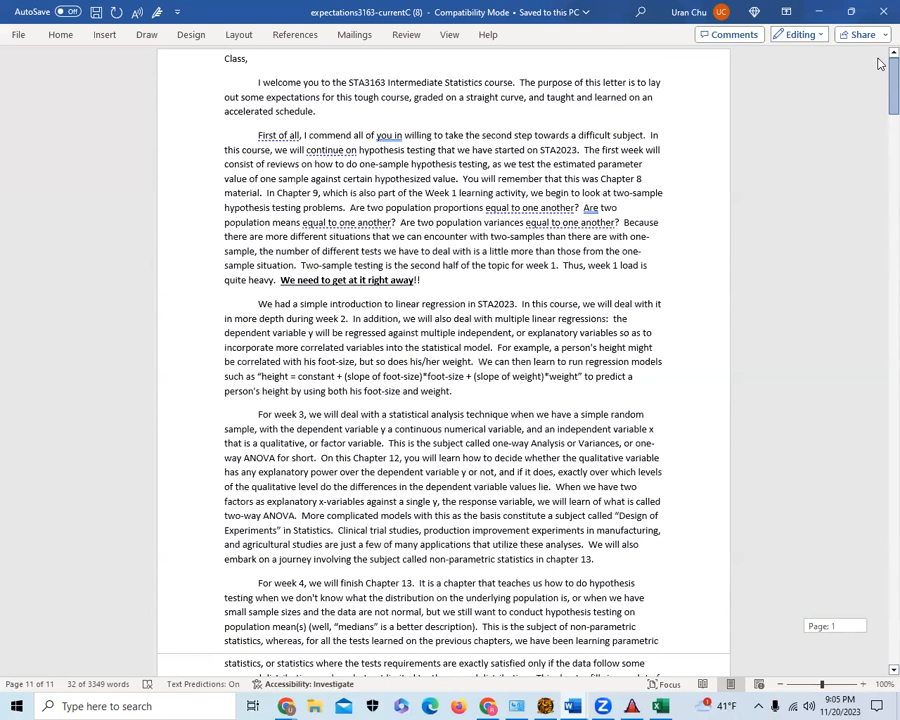 AutoSave Off expectations3163-currentC (8) - Compatibility Mode • Saved to this PC Uran Chu UC
File Home Insert Draw Design Layout References Mailings Review View Help Comments Editing Share
Class,
I welcome you to the STA3163 Intermediate Statistics course. The purpose of this letter is to lay
out some expectations for this tough course, graded on a straight curve, and taught and learned on an
accelerated schedule.
First of all, I commend all of you in willing to take the second step towards a difficult subject. In
this course, we will continue on hypothesis testing that we have started on STA2023. The first week will
consist of reviews on how to do one-sample hypothesis testing, as we test the estimated parameter
value of one sample against certain hypothesized value. You will remember that this was Chapter 8
material. In Chapter 9, which is also part of the Week 1 learning activity, we begin to look at two-sample
hypothesis testing problems. Are two population proportions equal to one another? Are two
population means equal to one another? Are two population variances equal to one another? Because
there are more different situations that we can encounter with two-samples than there are with one-
sample, the number of different tests we have to deal with is a little more than those from the one-
sample situation. Two-sample testing is the second half of the topic for week 1. Thus, week 1 load is
quite heavy. We need to get at it right away!!
We had a simple introduction to linear regression in STA2023. In this course, we will deal with it
in more depth during week 2. In addition, we will also deal with multiple linear regressions: the
dependent variable y will be regressed against multiple independent, or explanatory variables so as to
incorporate more correlated variables into the statistical model. For example, a person's height might
be correlated with his foot-size, but so does his/her weight. We can then learn to run regression models
such as "height = constant + (slope of foot-size)*foot-size + (slope of weight)*weight" to predict a
person's height by using both his foot-size and weight.
For week 3, we will deal with a statistical analysis technique when we have a simple random
sample, with the dependent variable y a continuous numerical variable, and an independent variable x
that is a qualitative, or factor variable. This is the subject called one-way Analysis or Variances, or one-
way ANOVA for short. On this Chapter 12, you will learn how to decide whether the qualitative variable
has any explanatory power over the dependent variable y or not, and if it does, exactly over which levels
of the qualitative level do the differences in the dependent variable values lie. When we have two
factors as explanatory x-variables against a single y, the response variable, we will learn of what is called
two-way ANOVA. More complicated models with this as the basis constitute a subject called "Design of
Experiments" in Statistics. Clinical trial studies, production improvement experiments in manufacturing,
and agricultural studies are just a few of many applications that utilize these analyses. We will also
embark on a journey involving the subject called non-parametric statistics in chapter 13.
For week 4, we will finish Chapter 13. It is a chapter that teaches us how to do hypothesis
testing when we don't know what the distribution on the underlying population is, or when we have
small sample sizes and the data are not normal, but we still want to conduct hypothesis testing on
population mean(s) (well, "medians" is a better description). This is the subject of non-parametric
statistics, whereas, for all the tests learned on the previous chapters, we have been learning parametric
statistics, or statistics where the tests requirements are exactly satisfied only if the data follow some
Page: 1
Page 11 of 11 32 of 3349 words Text Predictions: On Accessibility: Investigate Focus 100%
Type here to search 41°F 9:05 PM
11/20/2023